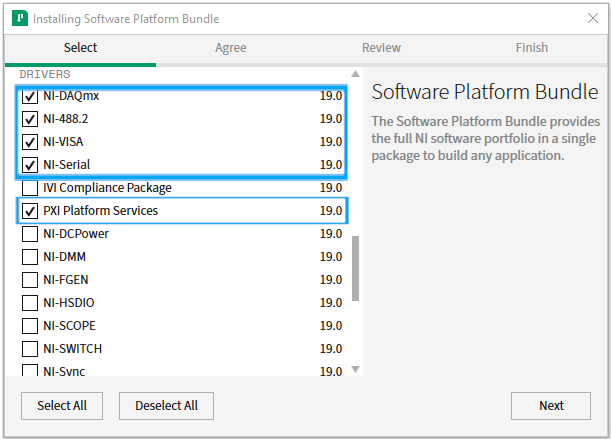 Installing Software Platform Bundle
Select Agree Review Finish
DRIVERS
NI-DAQmx 19.0
NI-488.2 19.0
NI-VISA 19.0
NI-Serial 19.0
IVI Compliance Package 19.0
PXI Platform Services 19.0
NI-DCPower 19.0
NI-DMM 19.0
NI-FGEN 19.0
NI-HSDIO 19.0
NI-SCOPE 19.0
NI-SWITCH 19.0
NI-Sync 19.0
Software Platform Bundle
The Software Platform Bundle provides
the full NI software portfolio in a single
package to build any application.
Select All Deselect All Next